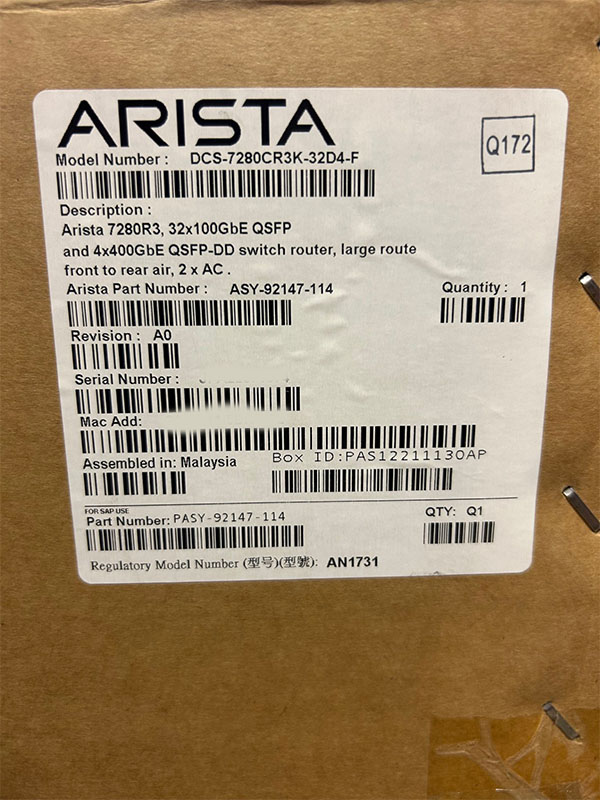 ARISTA
Q172
Model Number : DCS-7280CR3K-32D4-F
Description :
Arista 7280R3, 32x100GbE QSFP
and 4x400GbE QSFP-DD switch router, large route
front to rear air, 2 x AC .
Arista Part Number : ASY-92147-114 Quantity : 1
Revision : A0
Serial Number :
Mac Add:
Assembled in: Malaysia Box ID:PAS12211130AP
FOR SAP USE
Part Number: PASY-92147-114 QTY: Q1
Regulatory Model Number (型号)(型號): AN1731